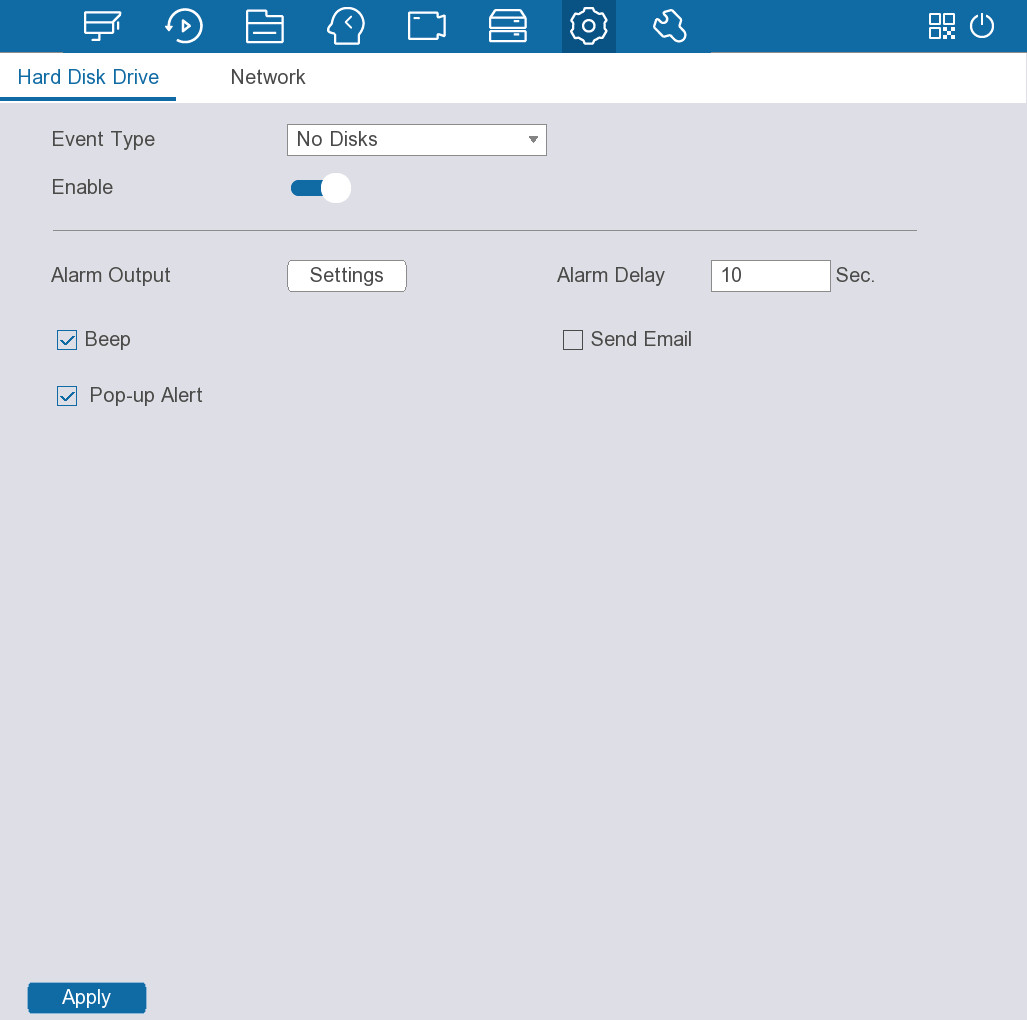 Hard Disk Drive Network
Event Type No Disks
Enable
Alarm Output Settings Alarm Delay 10 Sec.
Beep Send Email
Pop-up Alert
Apply